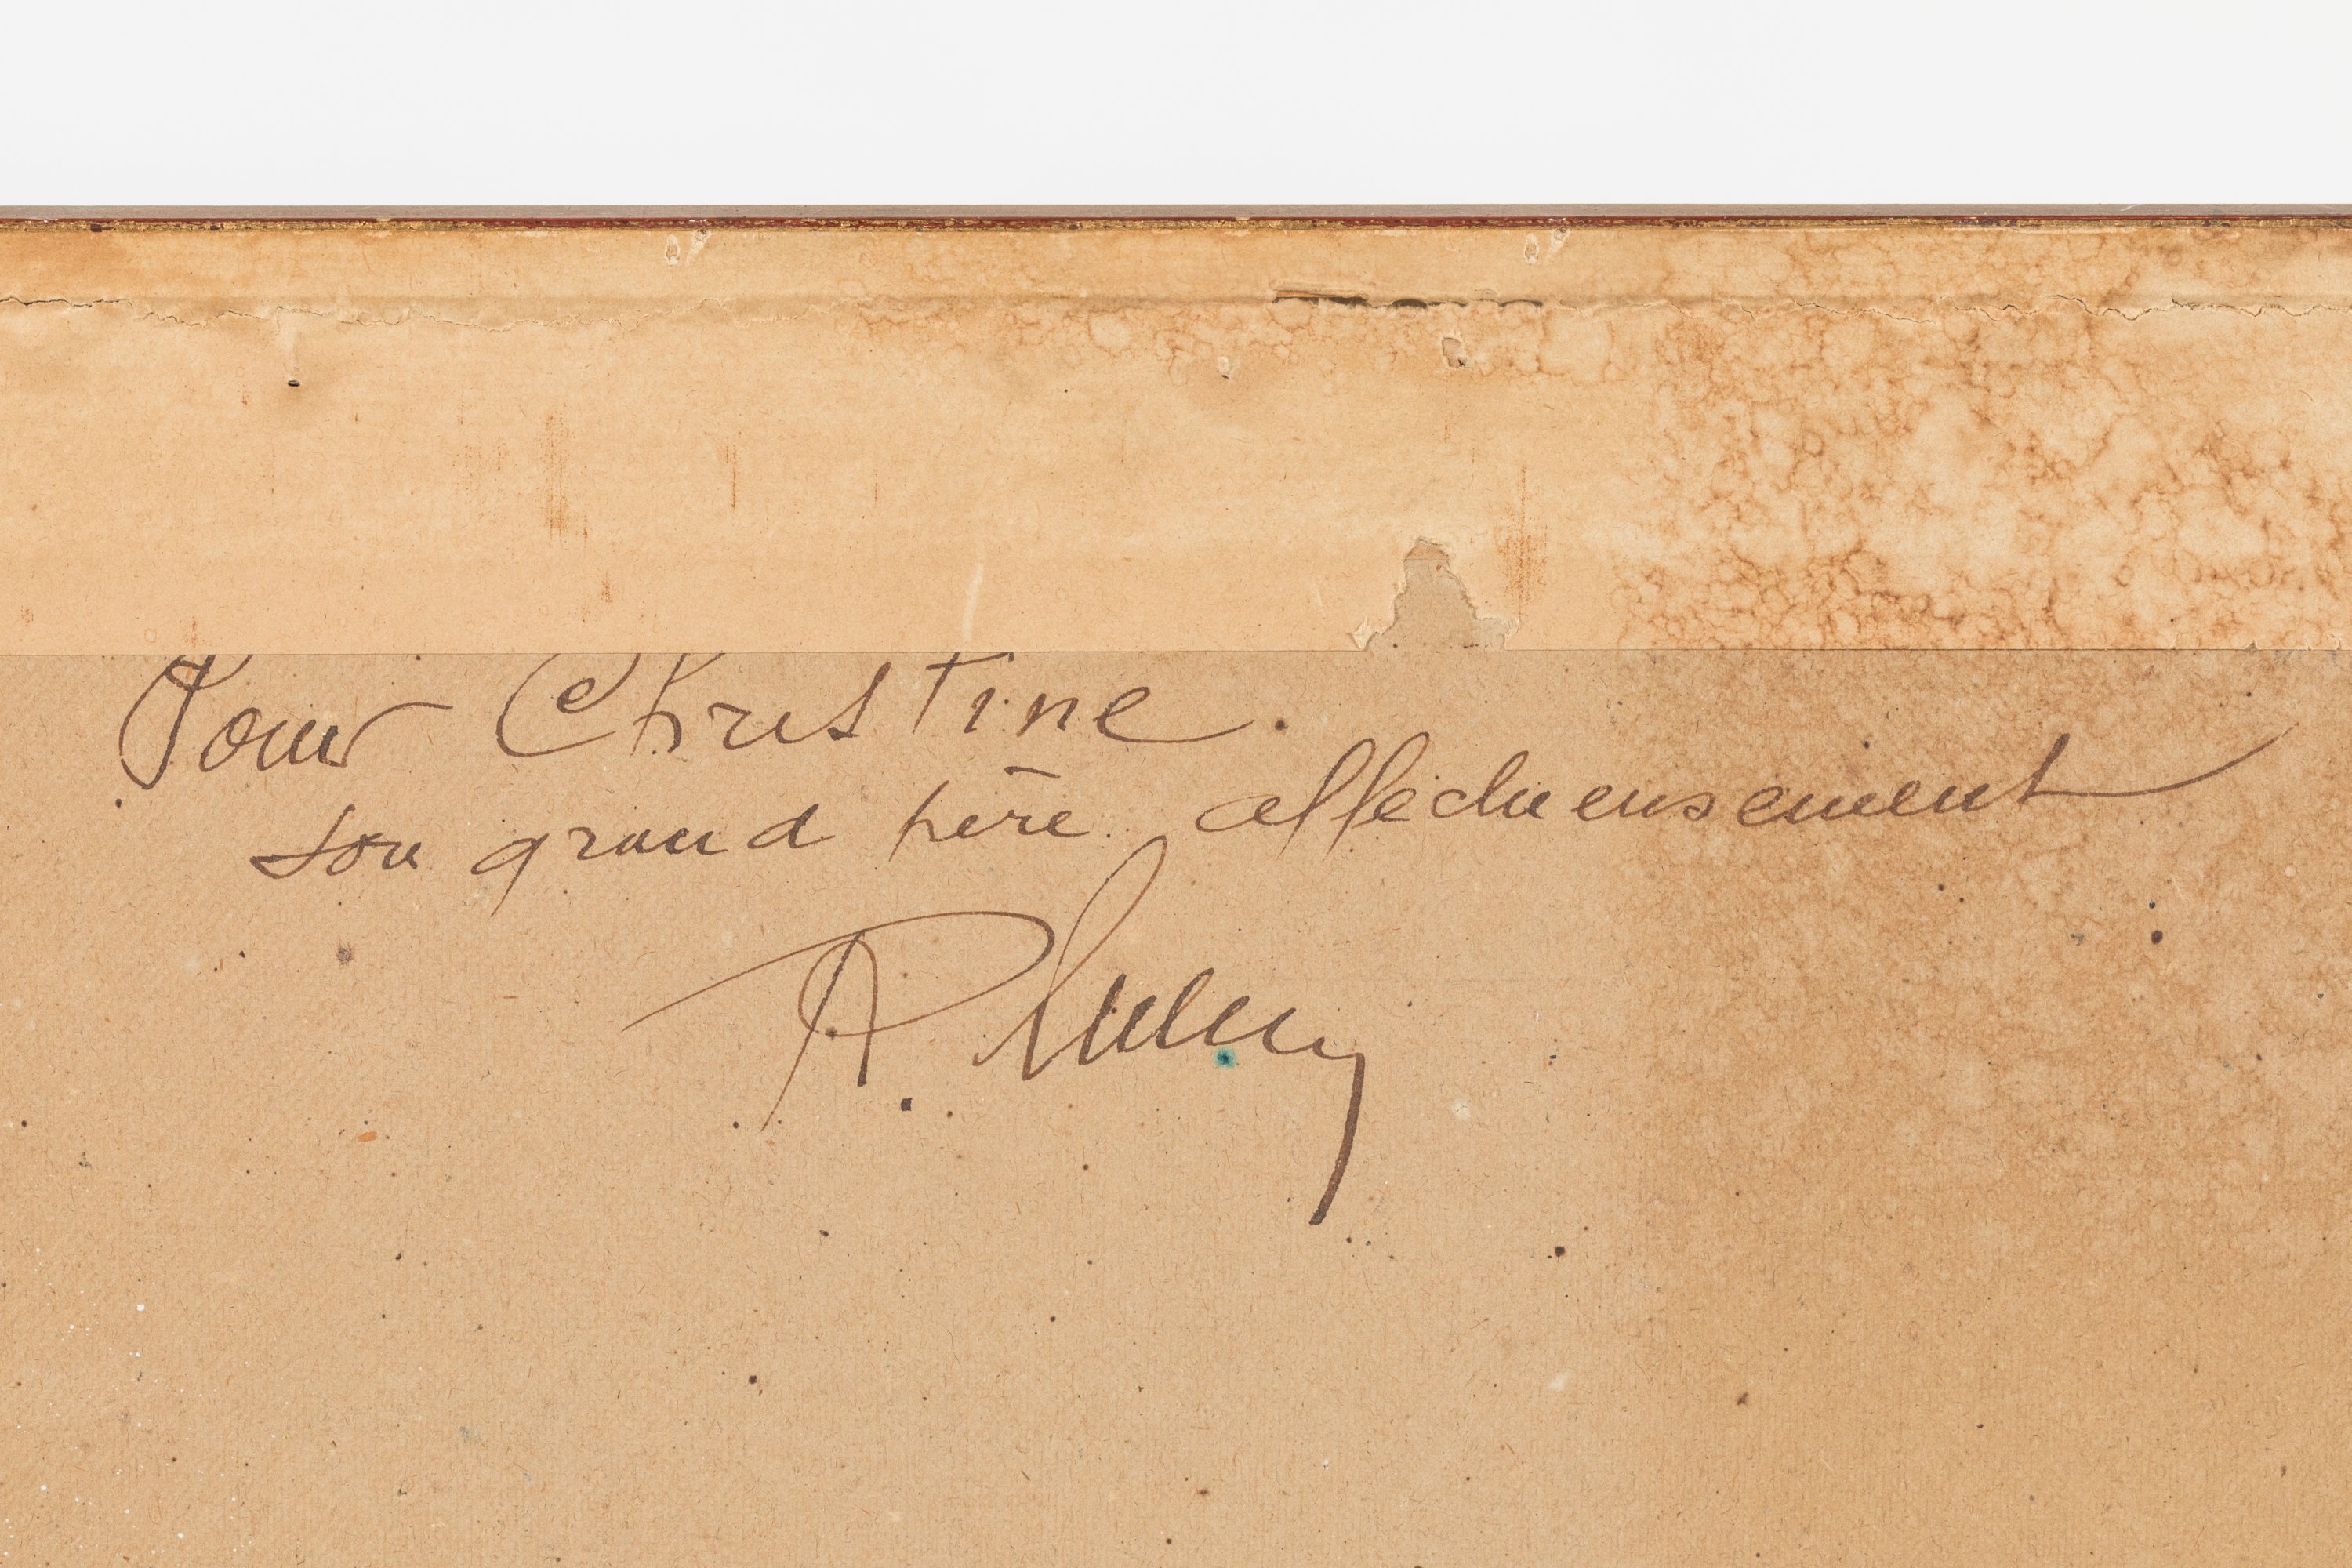 Pour Christine.
son grand père affectueusement